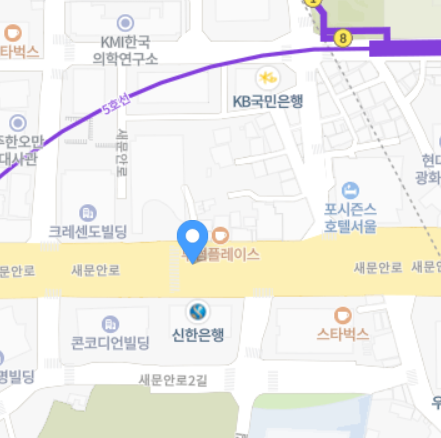 1
8
스타벅스
KMI한국
의학연구소
KB국민은행
5호선
새문안로
주한오만
대사관
현대
광화
포시즌스
호텔서울
크레센도빌딩
플레이스
새문안로
새문안로
새문안로
새문
신한은행
스타벅스
콘코디언빌딩
명빌딩
새문안로2길
우